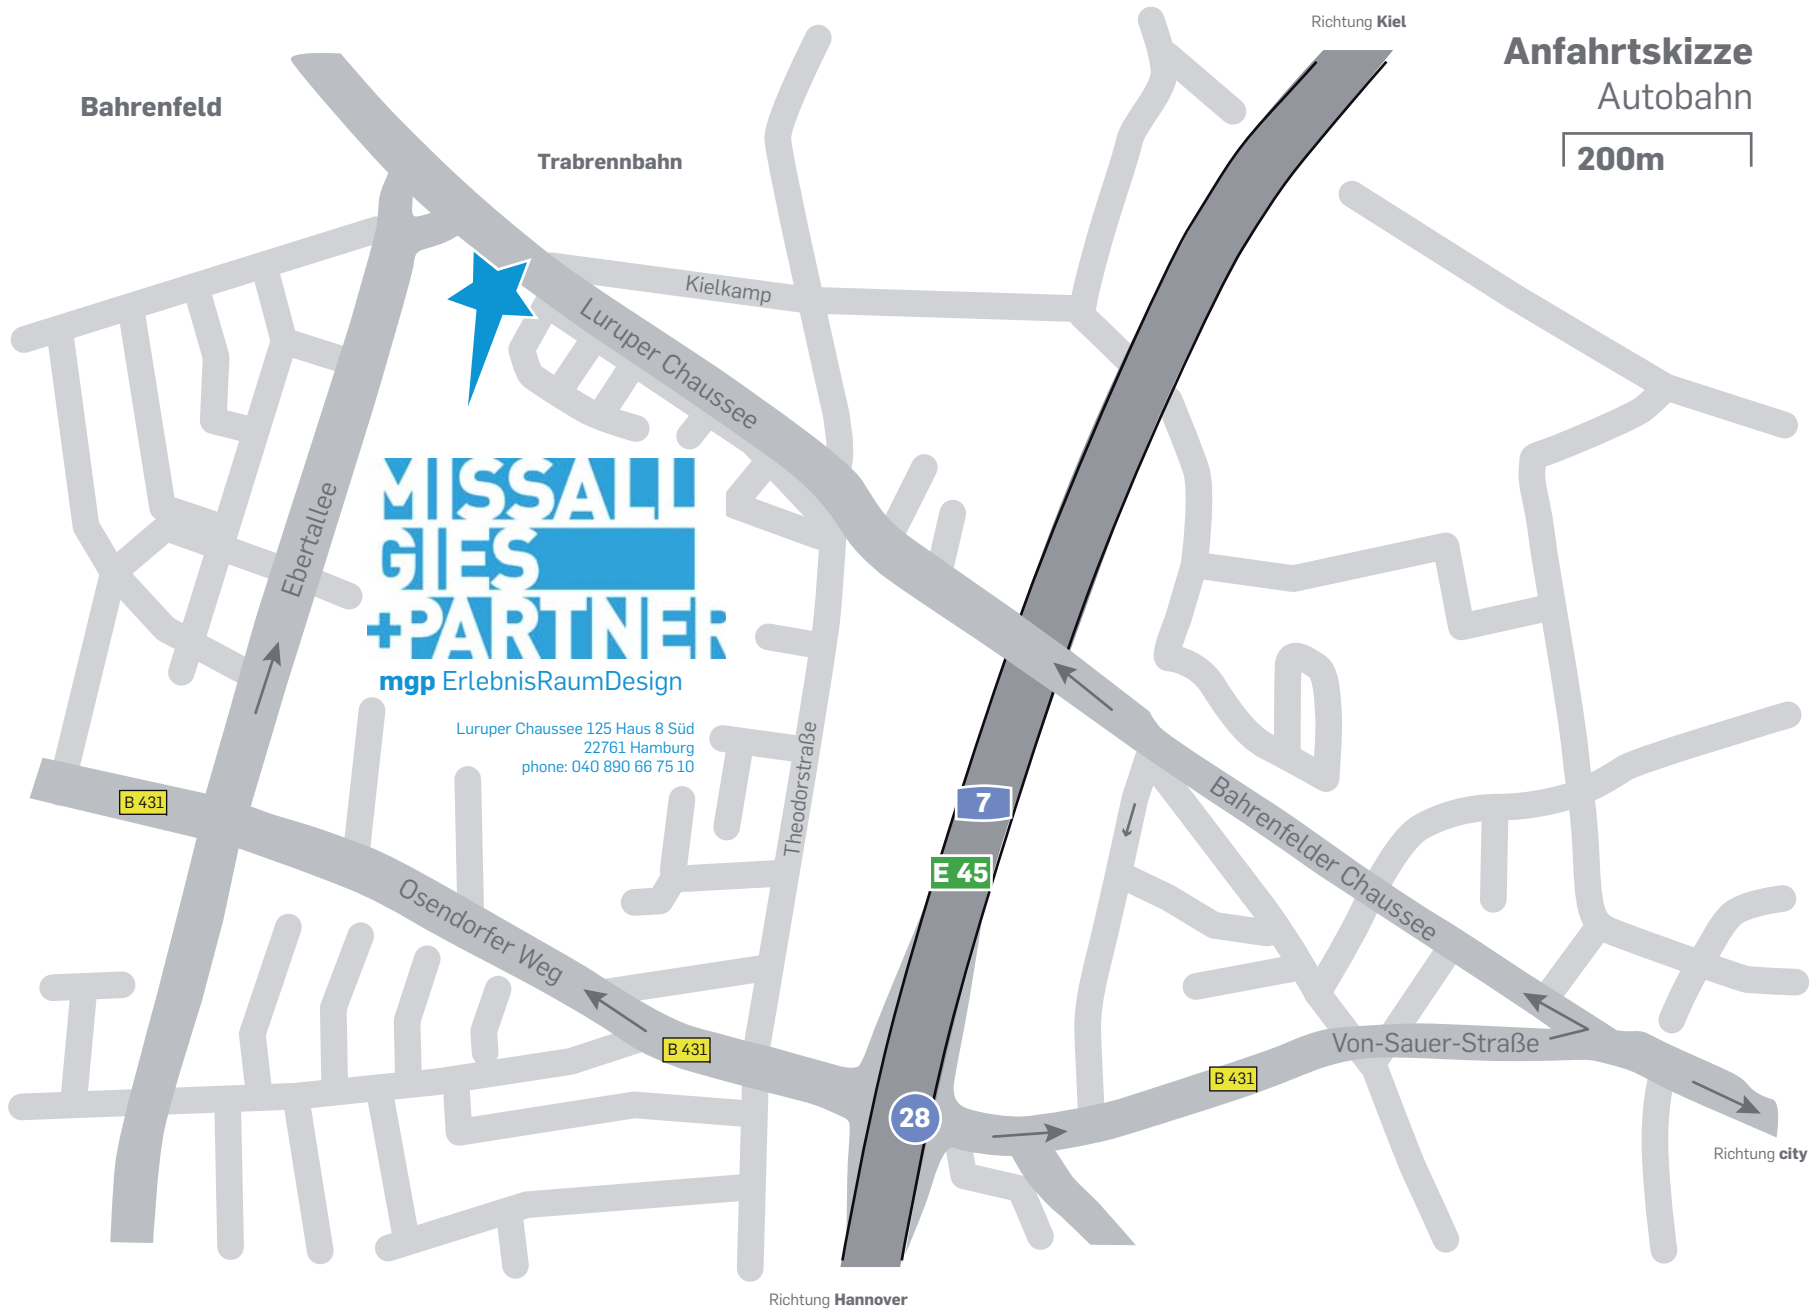 Richtung Kiel
Anfahrtskizze
Autobahn
200m
Bahrenfeld
Trabrennbahn
Kielkamp
Luruper Chaussee
Ebertallee
MISSALL
GIES
+PARTNER
mgp ErlebnisRaumDesign
Luruper Chaussee 125 Haus 8 Süd
22761 Hamburg
phone: 040 890 66 75 10
Theodorstraße
B 431
7
E 45
Bahrenfelder Chaussee
Osendorfer Weg
B 431
Von-Sauer-Straße
B 431
28
Richtung city
Richtung Hannover